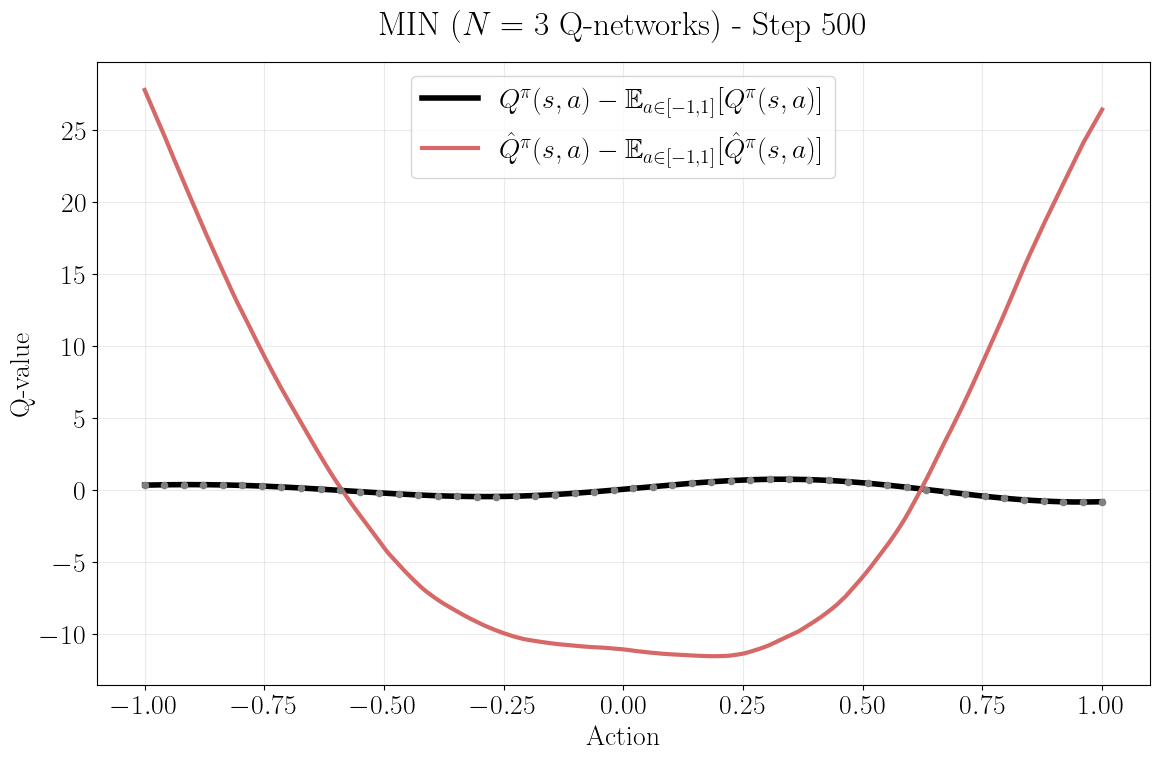 MIN (N = 3 Q-networks) - Step 500
Q^π(s, a) − 𝔼_{a∈[−1,1]}[Q^π(s, a)]
Q̂^π(s, a) − 𝔼_{a∈[−1,1]}[Q̂^π(s, a)]
25
20
15
10
5
0
−5
−10
Q-value
−1.00 −0.75 −0.50 −0.25 0.00 0.25 0.50 0.75 1.00
Action